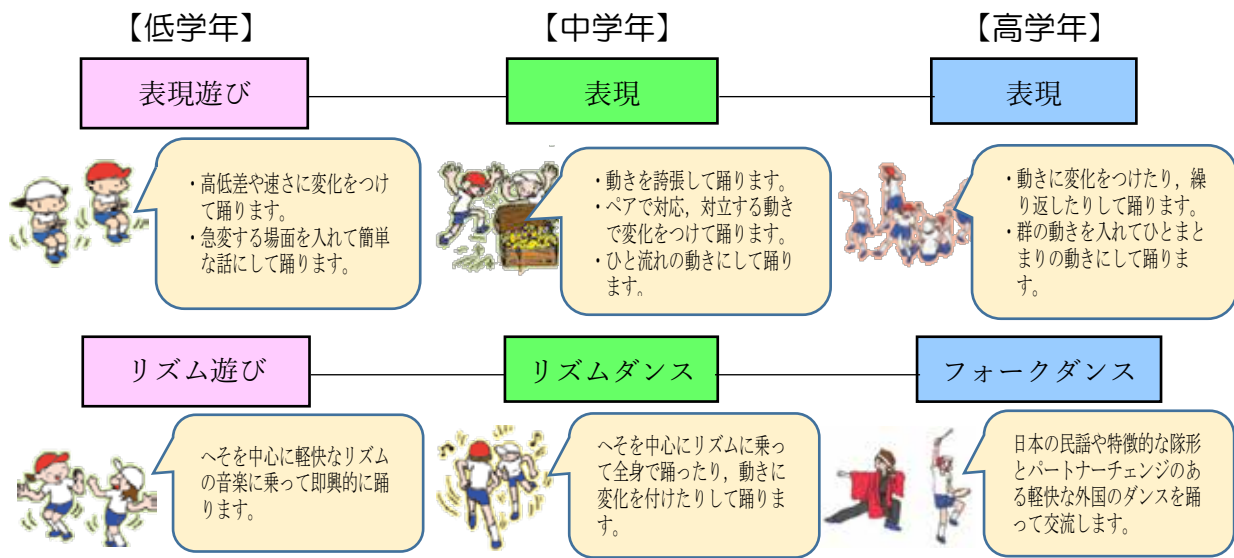 【低学年】
【中学年】
【高学年】
表現遊び
表現
表現
・高低差や速さに変化をつけ
て踊ります。
・急変する場面を入れて簡単
な話にして踊ります。
・動きを誇張して踊ります。
・ペアで対応，対立する動き
で変化をつけて踊ります。
・ひと流れの動きにして踊り
ます。
・動きに変化をつけたり，繰
り返したりして踊ります。
・群の動きを入れてひとまと
まりの動きにして踊りま
す。
リズム遊び
リズムダンス
フォークダンス
へそを中心に軽快なリズム
の音楽に乗って即興的に踊
ります。
へそを中心にリズムに乗っ
て全身で踊ったり，動きに
変化を付けたりして踊りま
す。
日本の民謡や特徴的な隊形
とパートナーチェンジのあ
る軽快な外国のダンスを踊
って交流します。